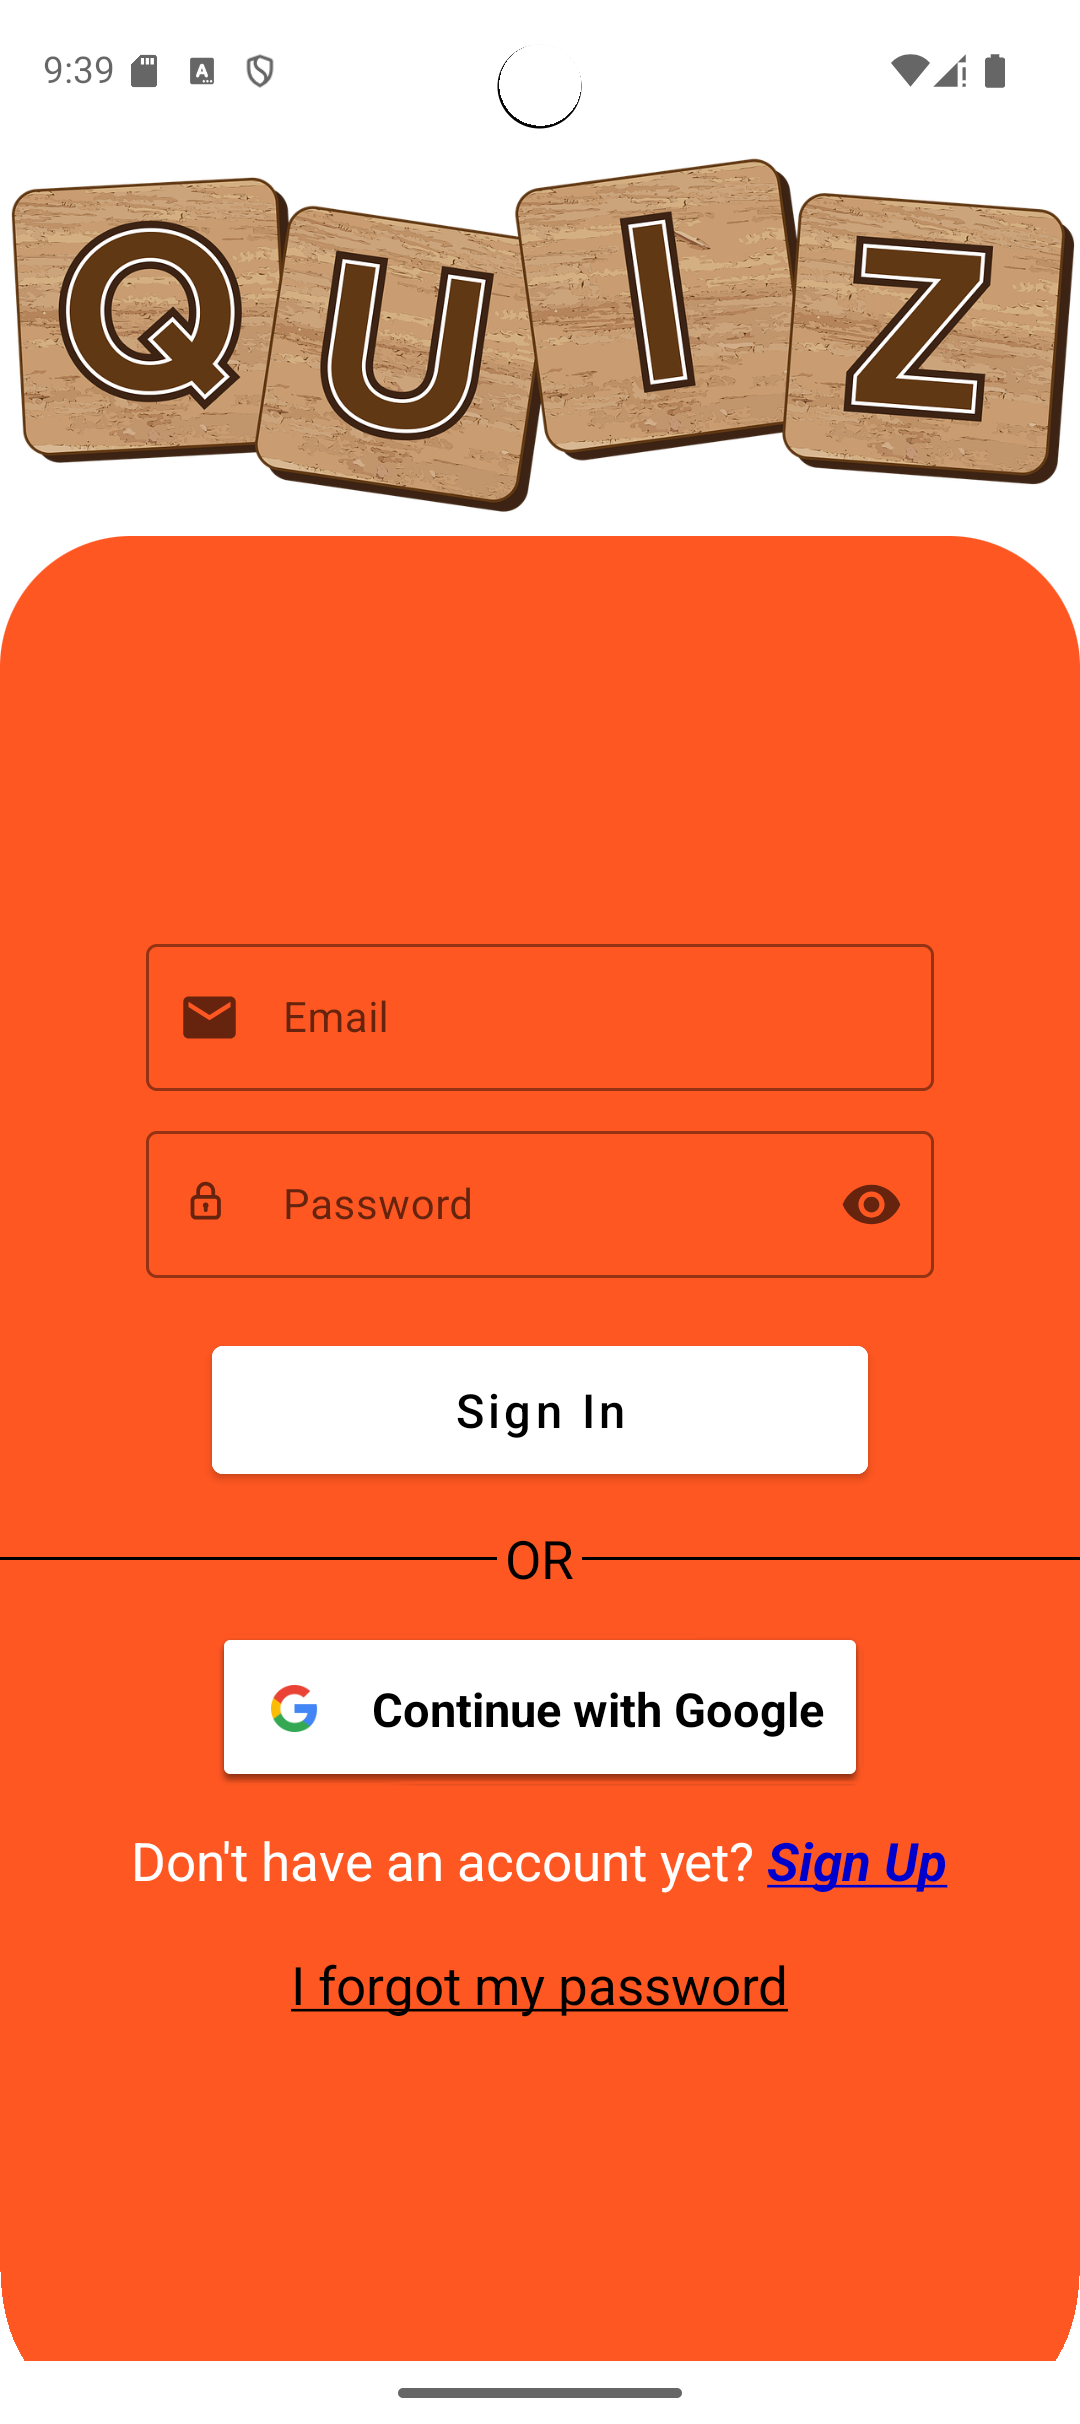 9:39
QUIZ
Email
Password
Sign In
OR
Continue with Google
Don't have an account yet? Sign Up
I forgot my password